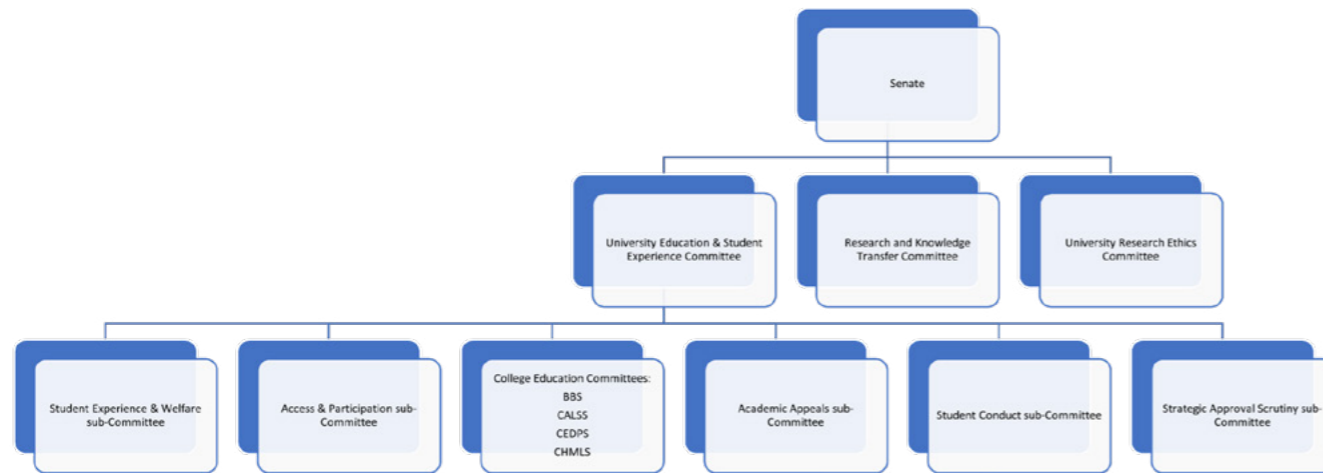 Senate
University Education & Student
Experience Committee
Research and Knowledge
Transfer Committee
University Research Ethics
Committee
Student Experience & Welfare
sub-Committee
Access & Participation sub-
Committee
College Education Committees:
BBS
CALSS
CEDPS
CHMLS
Academic Appeals sub-
Committee
Student Conduct sub-Committee
Strategic Approval Scrutiny sub-
Committee